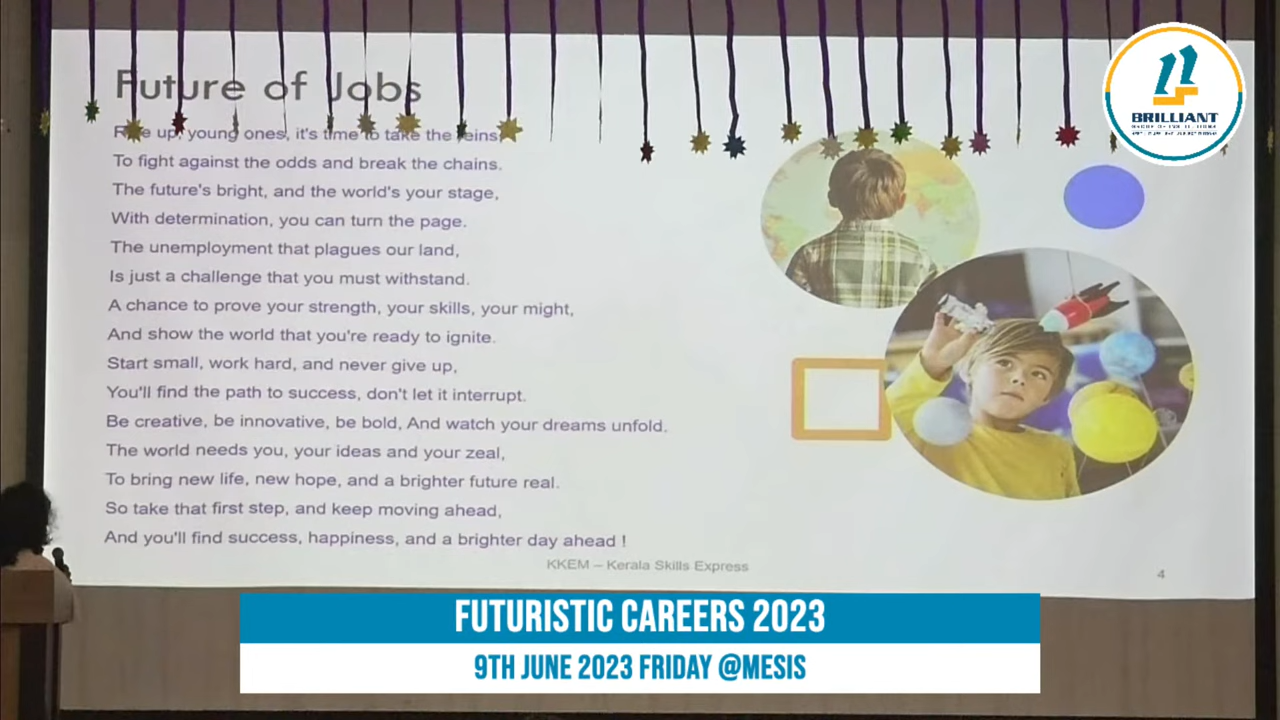 Future of Jobs
Rise up, young ones, it's time to take the reins
To fight against the odds and break the chains.
The future's bright, and the world's your stage,
With determination, you can turn the page.
The unemployment that plagues our land,
Is just a challenge that you must withstand.
A chance to prove your strength, your skills, your might,
And show the world that you're ready to ignite.
Start small, work hard, and never give up,
You'll find the path to success, don't let it interrupt.
Be creative, be innovative, be bold, And watch your dreams unfold.
The world needs you, your ideas and your zeal,
To bring new life, new hope, and a brighter future real.
So take that first step, and keep moving ahead,
And you'll find success, happiness, and a brighter day ahead !
KKEM – Kerala Skills Express
4
BRILLIANT
GROUP OF INSTITUTIONS
FUTURISTIC CAREERS 2023
9TH JUNE 2023 FRIDAY @MESIS